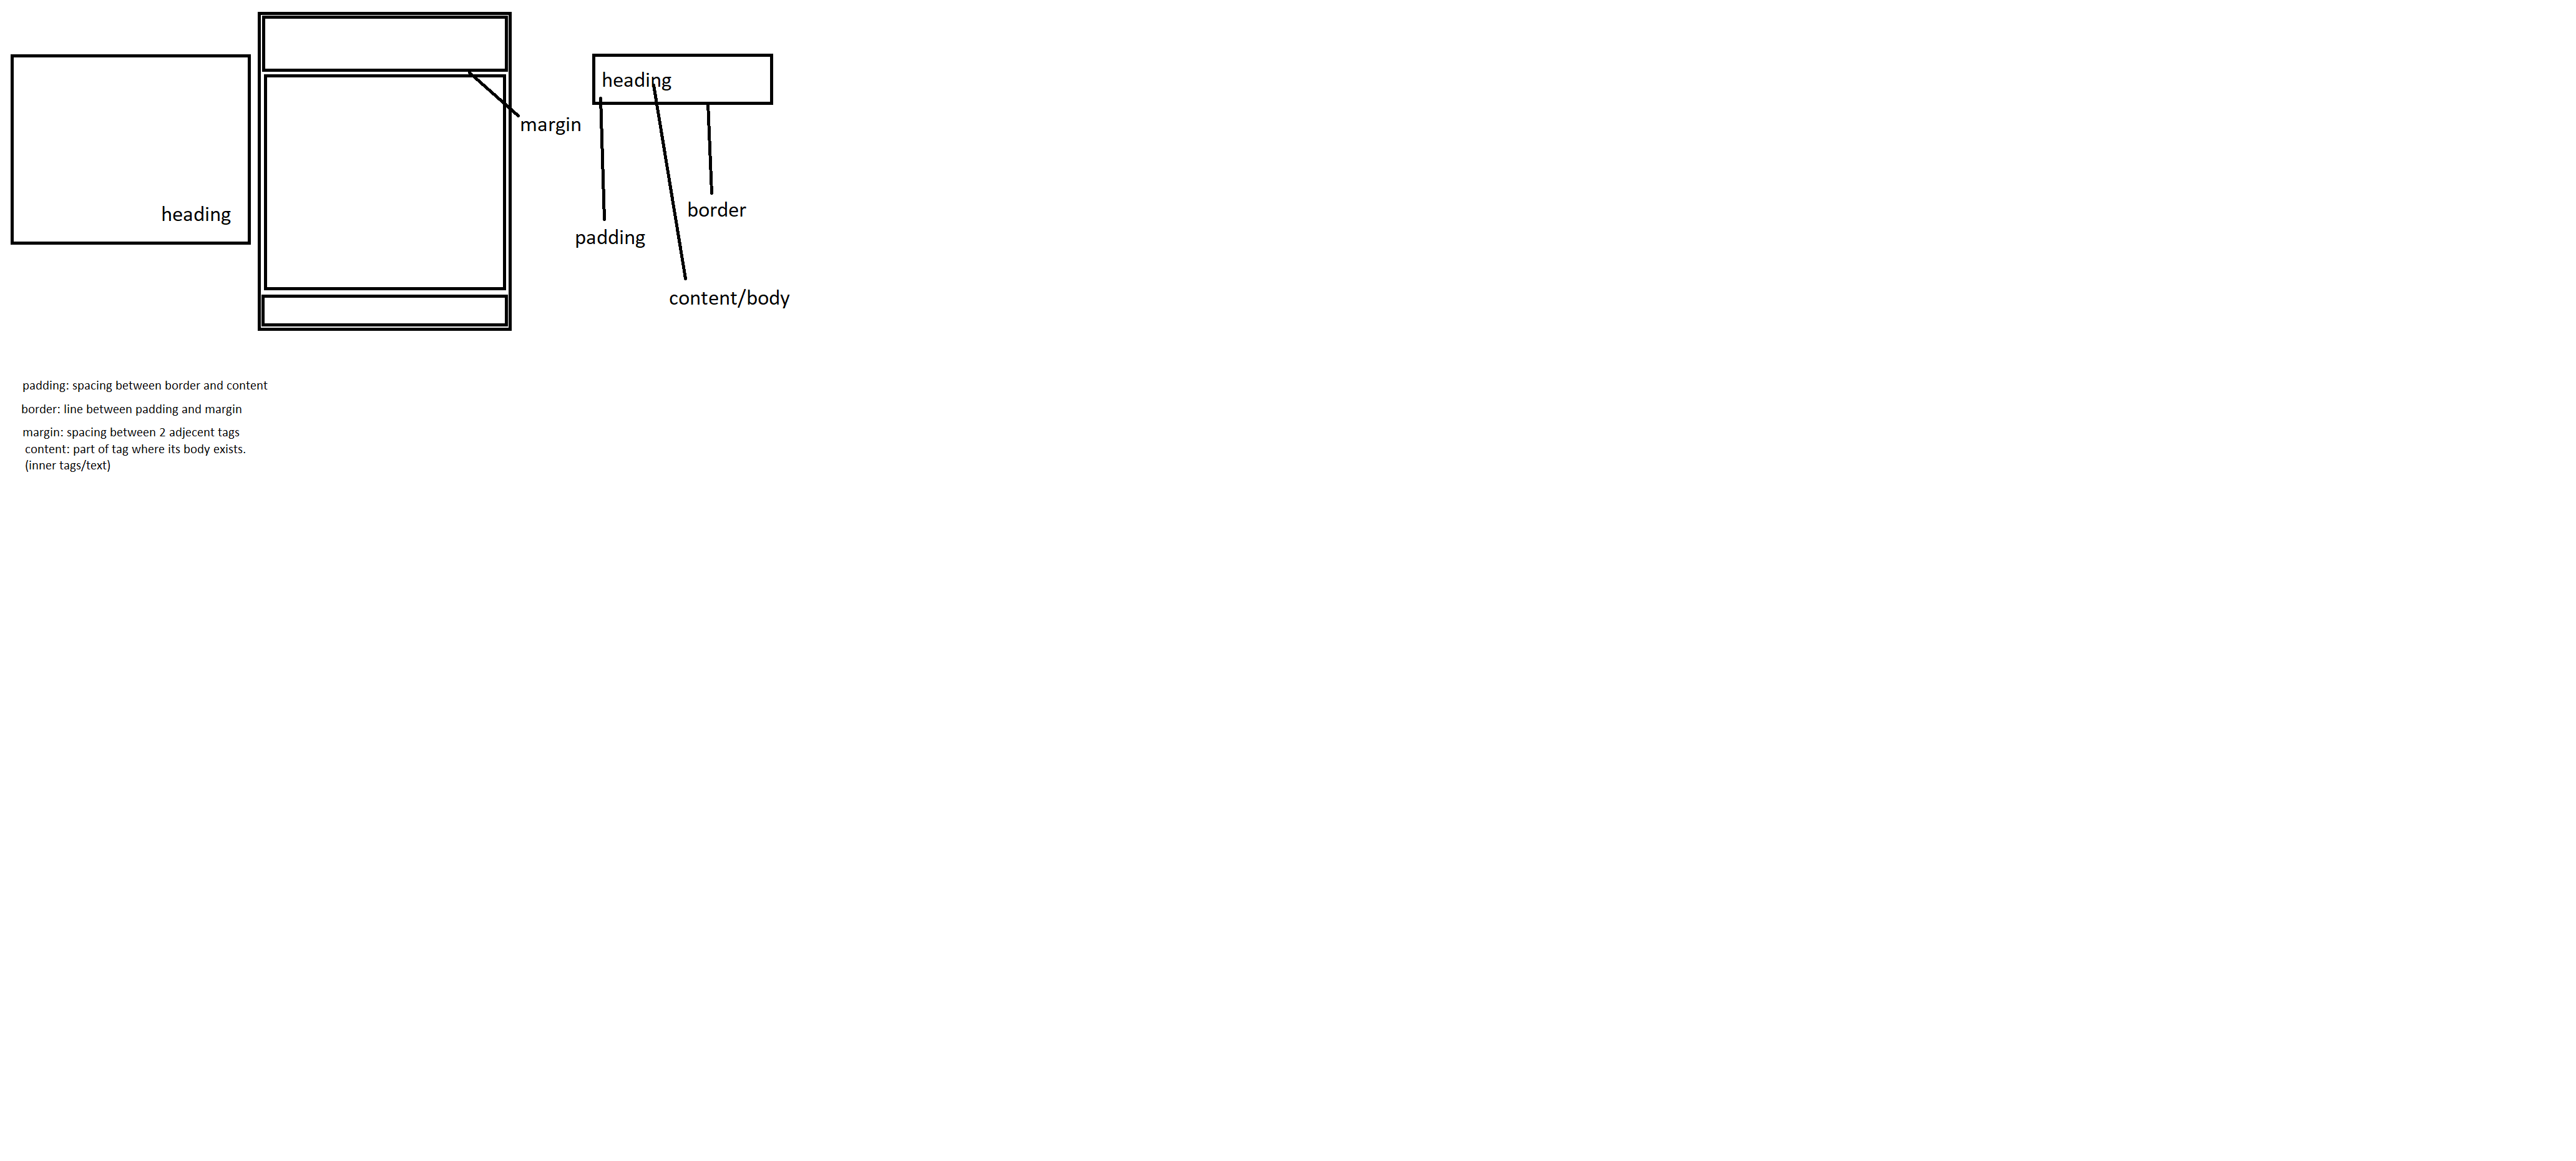 heading
margin
heading
border
padding
content/body
padding: spacing between border and content
border: line between padding and margin
margin: spacing between 2 adjecent tags
content: part of tag where its body exists.
(inner tags/text)